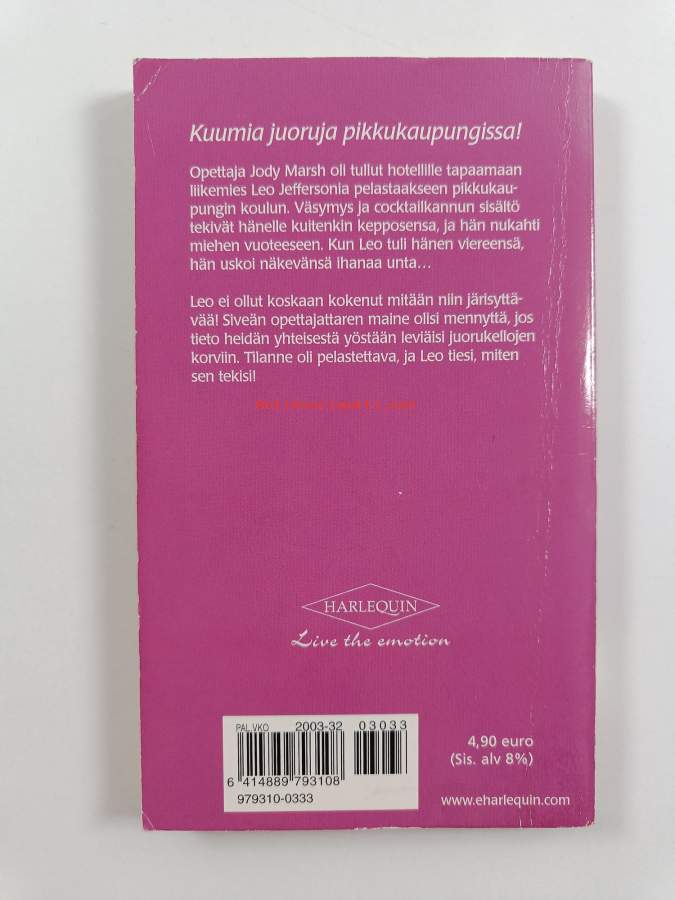 Kuumia juoruja pikkukaupungissa!
Opettaja Jody Marsh oli tullut hotellille tapaamaan
liikemies Leo Jeffersonia pelastaakseen pikkukau-
pungin koulun. Väsymys ja cocktailkannun sisältö
tekivät hänelle kuitenkin kepposensa, ja hän nukahti
miehen vuoteeseen. Kun Leo tuli hänen viereensä,
hän uskoi näkevänsä ihanaa unta…
Leo ei ollut koskaan kokenut mitään niin järisyttä-
vää! Siveän opettajattaren maine olisi mennyttä, jos
tieto heidän yhteisestä yöstään leviäisi juorukellojen
korviin. Tilanne oli pelastettava, ja Leo tiesi, miten
sen tekisi!
HARLEQUIN
Live the emotion
PAL.VKO 2003-32 03033
6 414889 793108
979310-0333
4,90 euro
(Sis. alv 8%)
www.eharlequin.com